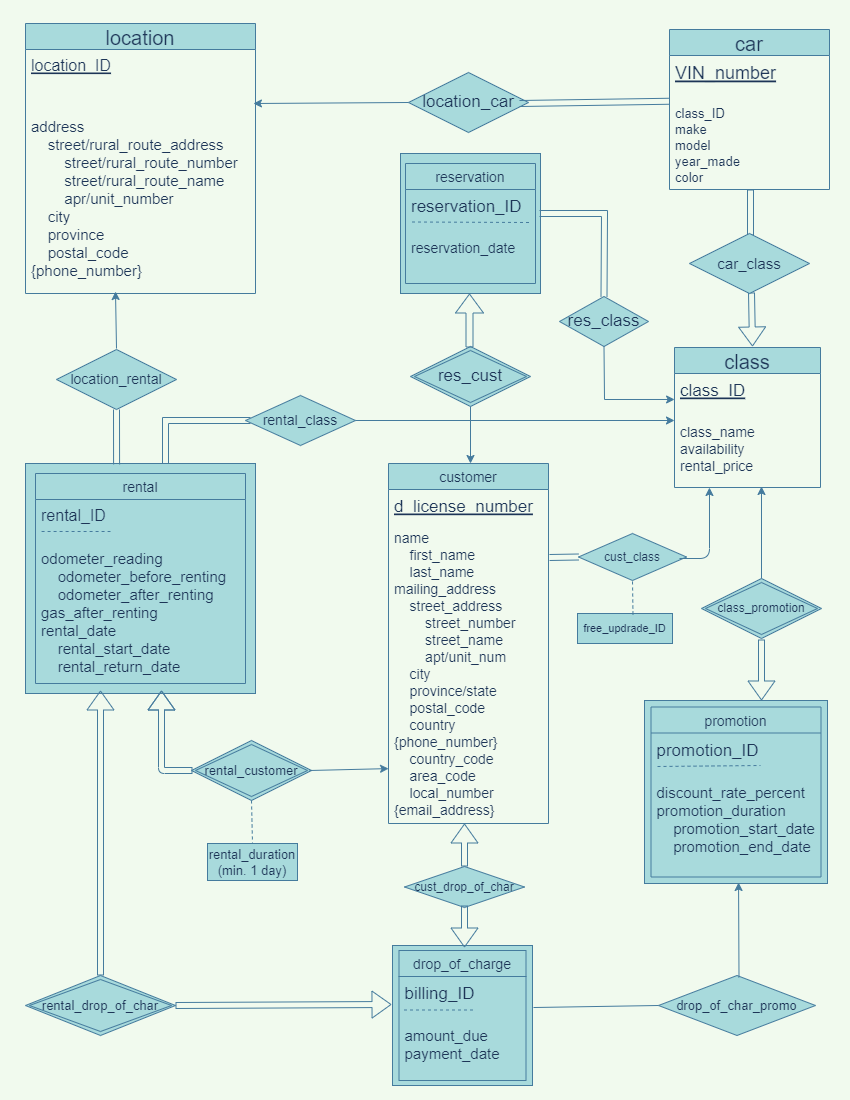 location
location_ID
address
street/rural_route_address
street/rural_route_number
street/rural_route_name
apr/unit_number
city
province
postal_code
{phone_number}
location_car
car
VIN_number
class_ID
make
model
year_made
color
reservation
reservation_ID
reservation_date
car_class
res_class
res_cust
location_rental
rental_class
class
class_ID
class_name
availability
rental_price
rental
rental_ID
odometer_reading
odometer_before_renting
odometer_after_renting
gas_after_renting
rental_date
rental_start_date
rental_return_date
customer
d_license_number
name
first_name
last_name
mailing_address
street_address
street_number
street_name
apt/unit_num
city
province/state
postal_code
country
{phone_number}
country_code
area_code
local_number
{email_address}
cust_class
free_updrade_ID
class_promotion
promotion
promotion_ID
discount_rate_percent
promotion_duration
promotion_start_date
promotion_end_date
rental_customer
rental_duration
(min. 1 day)
cust_drop_of_char
drop_of_charge
billing_ID
amount_due
payment_date
rental_drop_of_char
drop_of_char_promo